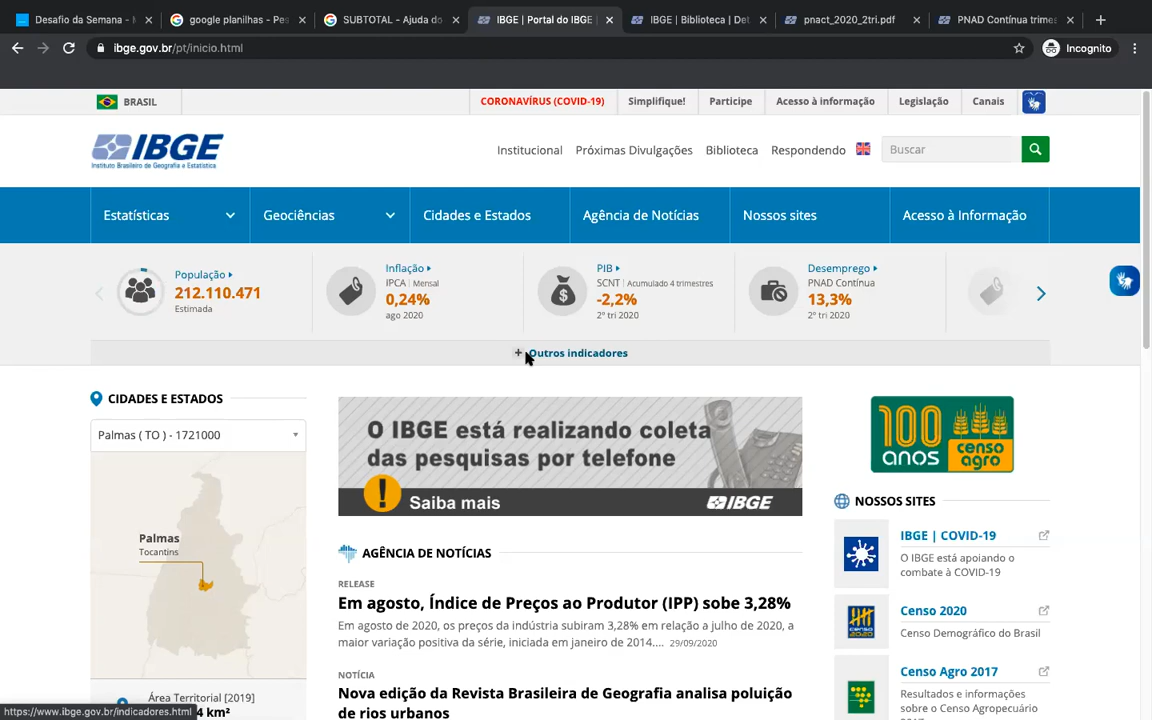 Desafio da Semana - M
google planilhas - Pes
SUBTOTAL - Ajuda do
IBGE | Portal do IBGE |
IBGE | Biblioteca | Det
pnact_2020_2tri.pdf
PNAD Contínua trimes
ibge.gov.br/pt/inicio.html
Incognito
BRASIL
CORONAVÍRUS (COVID-19)
Simplifique!
Participe
Acesso à informação
Legislação
Canais
IBGE
Instituto Brasileiro de Geografia e Estatística
Institucional
Próximas Divulgações
Biblioteca
Respondendo
Buscar
Estatísticas
Geociências
Cidades e Estados
Agência de Notícias
Nossos sites
Acesso à Informação
População
212.110.471
Estimada
Inflação
IPCA | Mensal
0,24%
ago 2020
PIB
SCNT | Acumulado 4 trimestres
-2,2%
2º tri 2020
Desemprego
PNAD Contínua
13,3%
2º tri 2020
+ Outros indicadores
CIDADES E ESTADOS
Palmas ( TO ) - 1721000
Palmas
Tocantins
Área Territorial [2019]
4 km²
https://www.ibge.gov.br/indicadores.html
O IBGE está realizando coleta
das pesquisas por telefone
! Saiba mais
IBGE
AGÊNCIA DE NOTÍCIAS
RELEASE
Em agosto, Índice de Preços ao Produtor (IPP) sobe 3,28%
Em agosto de 2020, os preços da indústria subiram 3,28% em relação a julho de 2020, a
maior variação positiva da série, iniciada em janeiro de 2014.... 29/09/2020
NOTÍCIA
Nova edição da Revista Brasileira de Geografia analisa poluição
de rios urbanos
100
anos
censo
agro
NOSSOS SITES
IBGE | COVID-19
O IBGE está apoiando o
combate à COVID-19
CENSO
2020
Censo 2020
Censo Demográfico do Brasil
Censo Agro 2017
Resultados e informações
sobre o Censo Agropecuário